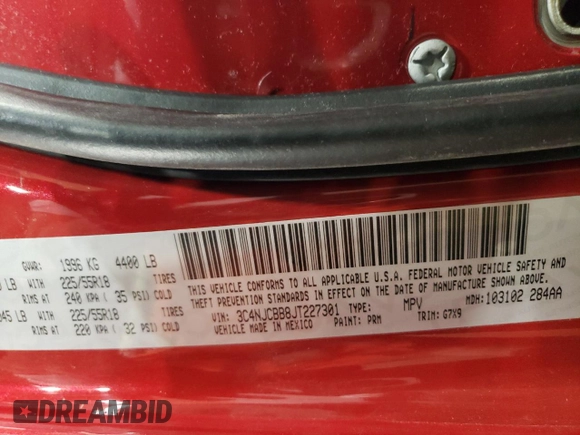 GVWR: 1996 KG 4400 LB
LB WITH 225/55R18 TIRES
RIMS AT 240 KPA ( 35 PSI) COLD
045 LB WITH 225/55R18 TIRES
RIMS AT 220 KPA ( 32 PSI) COLD
THIS VEHICLE CONFORMS TO ALL APPLICABLE U.S.A. FEDERAL MOTOR VEHICLE SAFETY AND
THEFT PREVENTION STANDARDS IN EFFECT ON THE DATE OF MANUFACTURE SHOWN
VIN: 3C4NJCBB8JT227301 TYPE: MPV MDH: 103102 284AA
VEHICLE MADE IN MEXICO PAINT: PRM TRIM: G7X9
DREAMBID